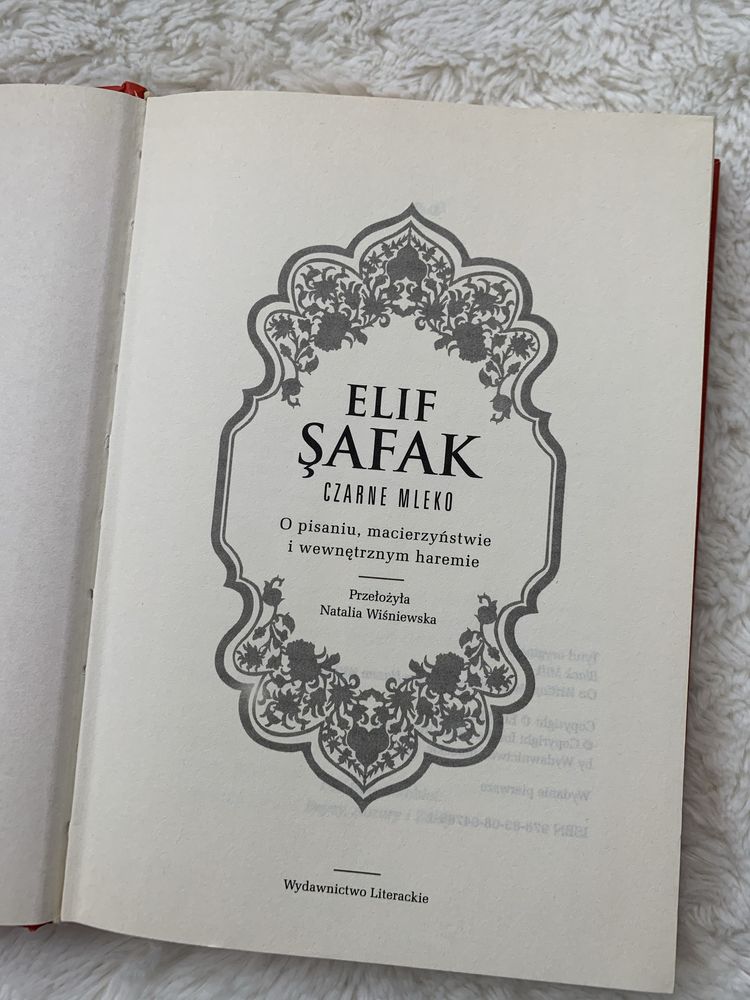 ELIF
ŞAFAK
CZARNE MLEKO
O pisaniu, macierzyństwie
i wewnętrznym haremie
Przełożyła
Natalia Wiśniewska
Wydawnictwo Literackie